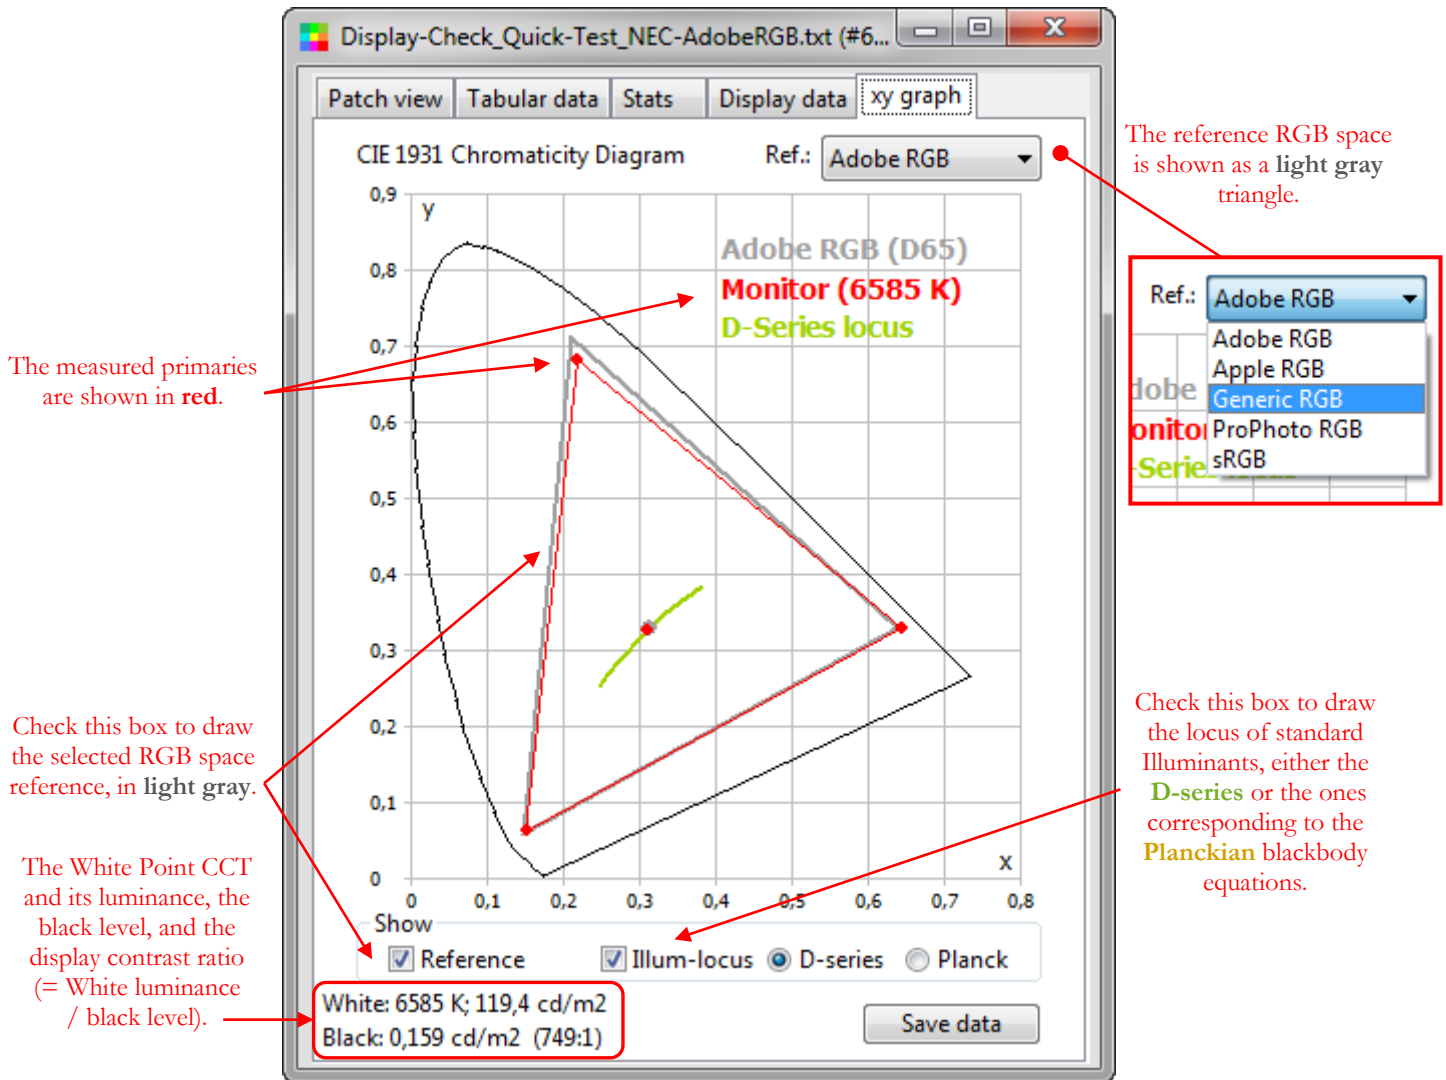 Display-Check_Quick-Test_NEC-AdobeRGB.txt (#6...
Patch view
Tabular data
Stats
Display data
xy graph
CIE 1931 Chromaticity Diagram
Ref.:
Adobe RGB
0,9
0,8
0,7
0,6
0,5
0,4
0,3
0,2
0,1
0
y
Adobe RGB (D65)
Monitor (6585 K)
D-Series locus
x
0
0,1
0,2
0,3
0,4
0,5
0,6
0,7
0,8
Show
Reference
Illum-locus
D-series
Planck
White: 6585 K; 119,4 cd/m2
Black: 0,159 cd/m2 (749:1)
Save data
The measured primaries
are shown in red.
Check this box to draw
the selected RGB space
reference, in light gray.
The White Point CCT
and its luminance, the
black level, and the
display contrast ratio
(= White luminance
/ black level).
The reference RGB space
is shown as a light gray
triangle.
Ref.:
Adobe RGB
Adobe RGB
Apple RGB
Generic RGB
ProPhoto RGB
sRGB
dobe
onitor
-Serie
Check this box to draw
the locus of standard
Illuminants, either the
D-series or the ones
corresponding to the
Planckian blackbody
equations.